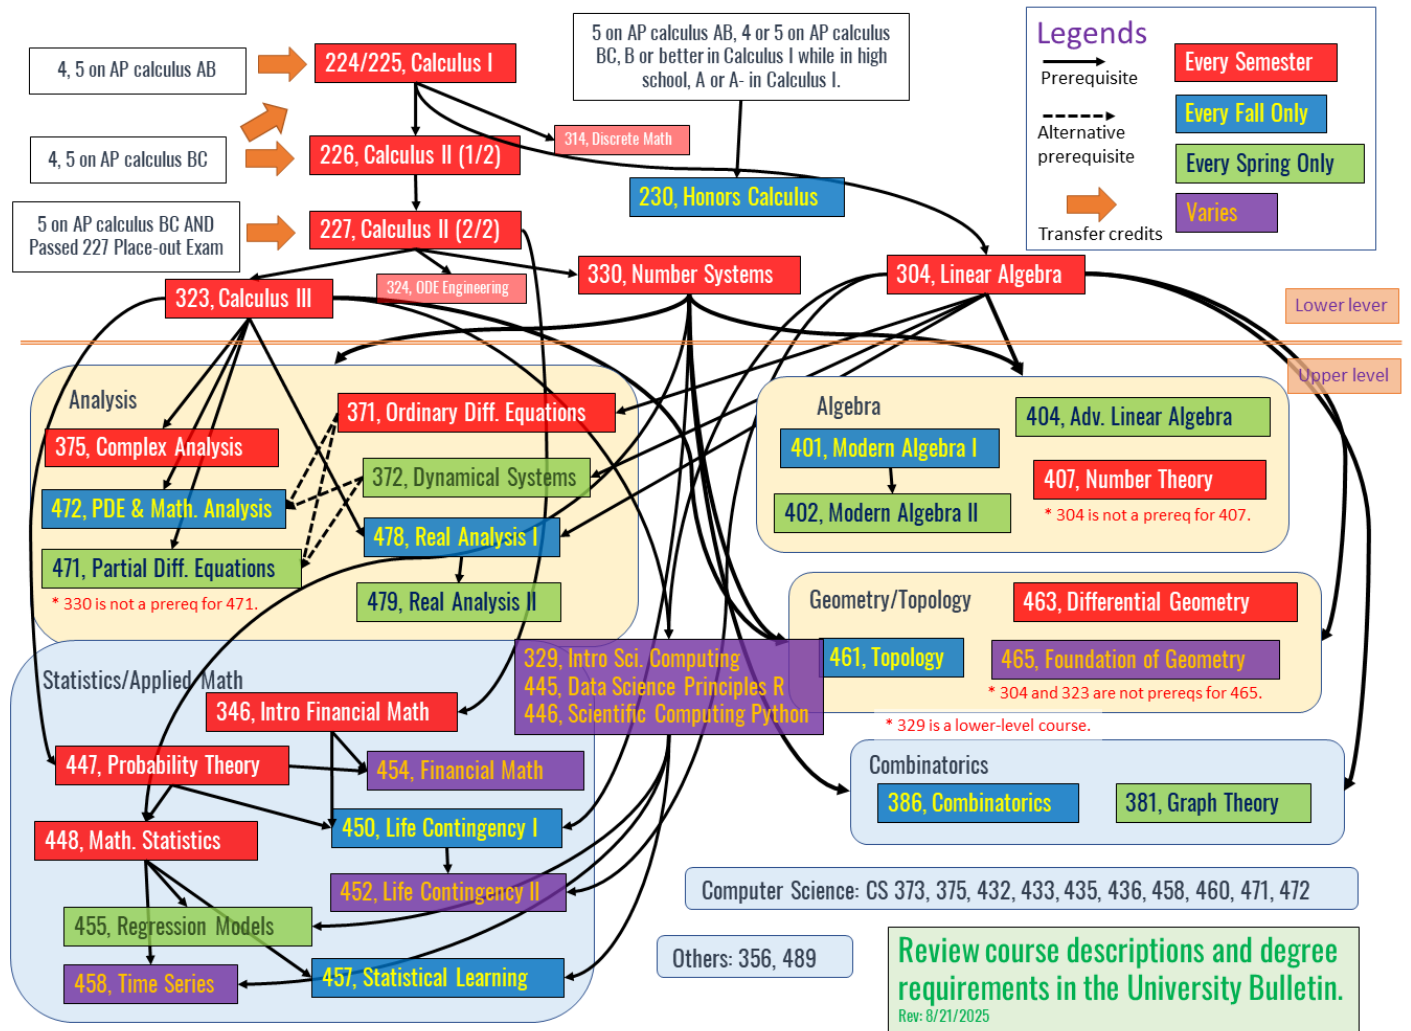 4, 5 on AP calculus AB
224/225, Calculus I
5 on AP calculus AB, 4 or 5 on AP calculus
BC, B or better in Calculus I while in high
school, A or A- in Calculus I.
Legends
Prerequisite
Every Semester
Alternative
prerequisite
Every Fall Only
Every Spring Only
Transfer credits
Varies
314, Discrete Math
4, 5 on AP calculus BC
226, Calculus II (1/2)
230, Honors Calculus
5 on AP calculus BC AND
Passed 227 Place-out Exam
227, Calculus II (2/2)
323, Calculus III
324, ODE Engineering
330, Number Systems
304, Linear Algebra
Lower lever
Upper level
Analysis
371, Ordinary Diff. Equations
375, Complex Analysis
372, Dynamical Systems
472, PDE & Math. Analysis
478, Real Analysis I
471, Partial Diff. Equations
* 330 is not a prereq for 471.
479, Real Analysis II
Algebra
404, Adv. Linear Algebra
401, Modern Algebra I
407, Number Theory
402, Modern Algebra II
* 304 is not a prereq for 407.
Geometry/Topology
463, Differential Geometry
461, Topology
465, Foundation of Geometry
* 304 and 323 are not prereqs for 465.
329, Intro Sci. Computing
445, Data Science Principles R
446, Scientific Computing Python
* 329 is a lower-level course.
Statistics/Applied Math
346, Intro Financial Math
447, Probability Theory
454, Financial Math
448, Math. Statistics
450, Life Contingency I
452, Life Contingency II
455, Regression Models
458, Time Series
457, Statistical Learning
Combinatorics
386, Combinatorics
381, Graph Theory
Computer Science: CS 373, 375, 432, 433, 435, 436, 458, 460, 471, 472
Others: 356, 489
Review course descriptions and degree
requirements in the University Bulletin.
Rev: 8/21/2025